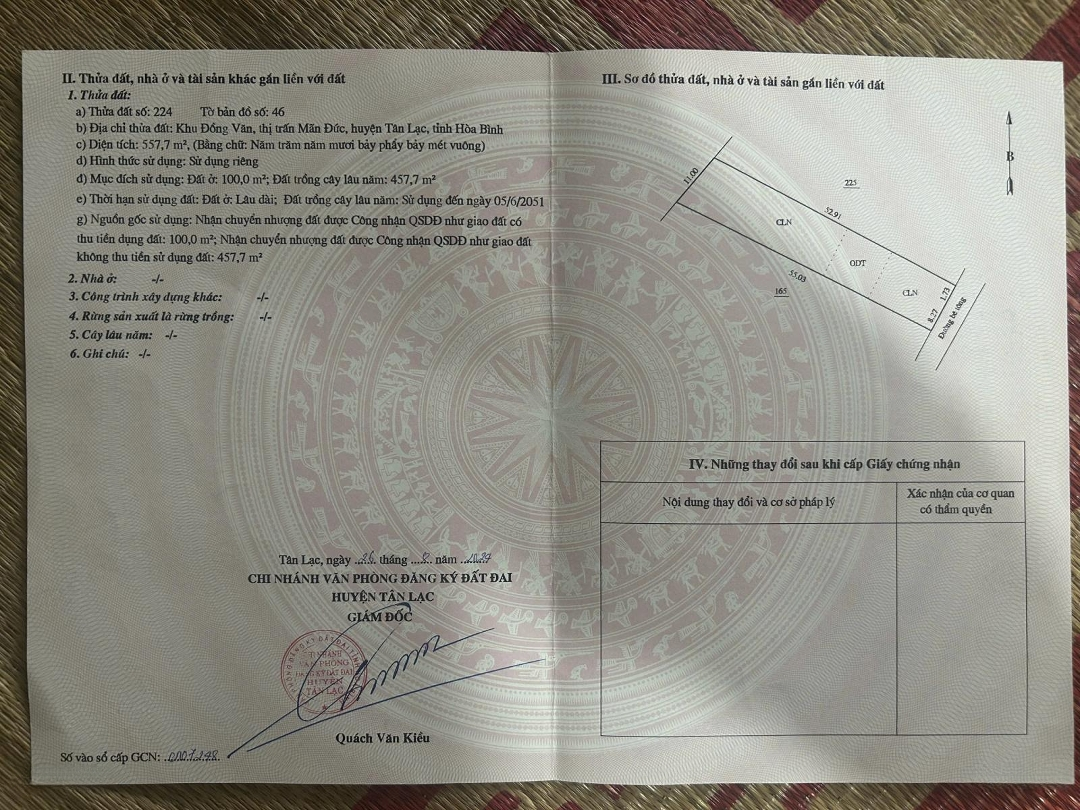 II. Thửa đất, nhà ở và tài sản khác gắn liền với đất
1. Thửa đất:
a) Thửa đất số: 224 Tờ bản đồ số: 46
b) Địa chỉ thửa đất: Khu Đồng Văn, thị trấn Mãn Đức, huyện Tân Lạc, tỉnh Hòa Bình
c) Diện tích: 557,7 m², (Bằng chữ: Năm trăm năm mươi bảy phẩy bảy mét vuông)
d) Hình thức sử dụng: Sử dụng riêng
đ) Mục đích sử dụng: Đất ở: 100,0 m²; Đất trồng cây lâu năm: 457,7 m²
e) Thời hạn sử dụng đất: Đất ở: Lâu dài; Đất trồng cây lâu năm: Sử dụng đến ngày 05/6/2051
g) Nguồn gốc sử dụng: Nhận chuyển nhượng đất được Công nhận QSDĐ như giao đất có
thu tiền dụng đất: 100,0 m²; Nhận chuyển nhượng đất được Công nhận QSDĐ như giao đất
không thu tiền sử dụng đất: 457,7 m²
2. Nhà ở: -/-
3. Công trình xây dựng khác: -/-
4. Rừng sản xuất là rừng trồng: -/-
5. Cây lâu năm: -/-
6. Ghi chú: -/-
Tân Lạc, ngày 26 tháng năm
CHI NHÁNH VĂN PHÒNG ĐĂNG KÝ ĐẤT ĐAI
HUYỆN TÂN LẠC
GIÁM ĐỐC
CHI NHÁNH
VĂN PHÒNG
ĐĂNG KÝ ĐẤT ĐAI
HUYỆN
TÂN LẠC
Quách Văn Kiều
Số vào sổ cấp GCN:
III. Sơ đồ thửa đất, nhà ở và tài sản gắn liền với đất
B
11.00
225
52.91
CLN
ODT
55.03
165
CLN
1.73
8.27
Đường bê tông
IV. Những thay đổi sau khi cấp Giấy chứng nhận
Nội dung thay đổi và cơ sở pháp lý
Xác nhận của cơ quan
có thẩm quyền